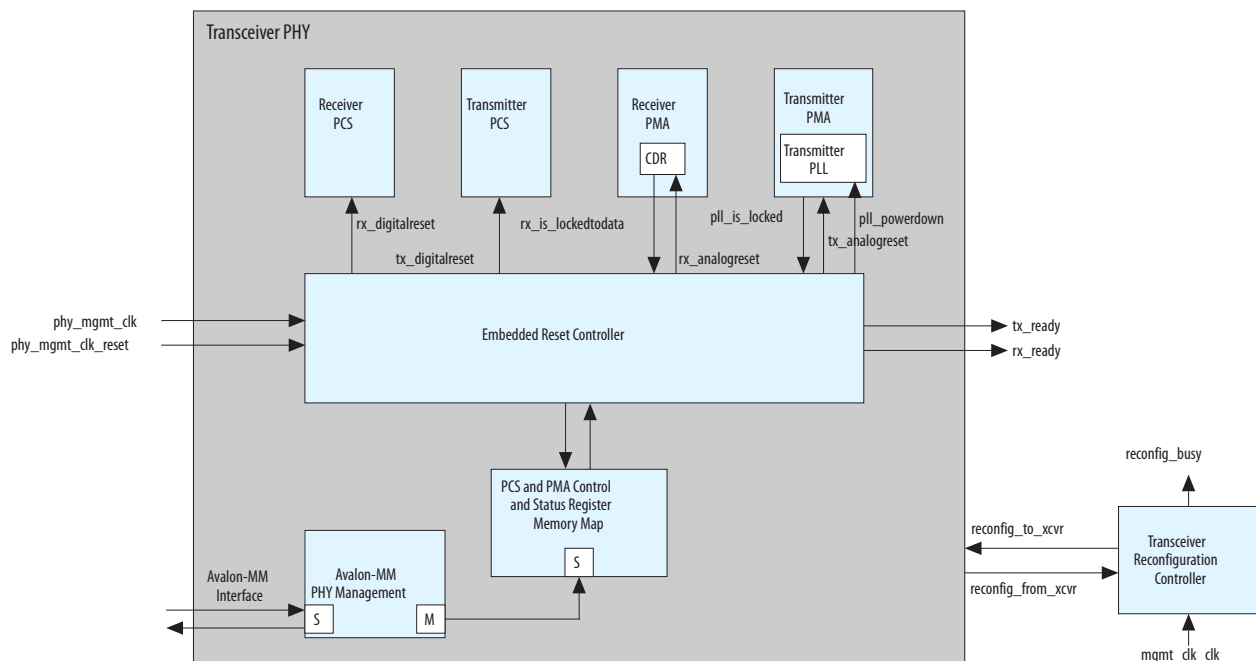 Transceiver PHY
Receiver
PCS
Transmitter
PCS
Receiver
PMA
CDR
Transmitter
PMA
Transmitter
PLL
rx_digitalreset
tx_digitalreset
rx_is_lockedtodata
rx_analogreset
pll_is_locked
pll_powerdown
tx_analogreset
phy_mgmt_clk
phy_mgmt_clk_reset
Embedded Reset Controller
tx_ready
rx_ready
PCS and PMA Control
and Status Register
Memory Map
S
Avalon-MM
Interface
Avalon-MM
PHY Management
S
M
reconfig_busy
reconfig_to_xcvr
reconfig_from_xcvr
Transceiver
Reconfiguration
Controller
mgmt_clk_clk